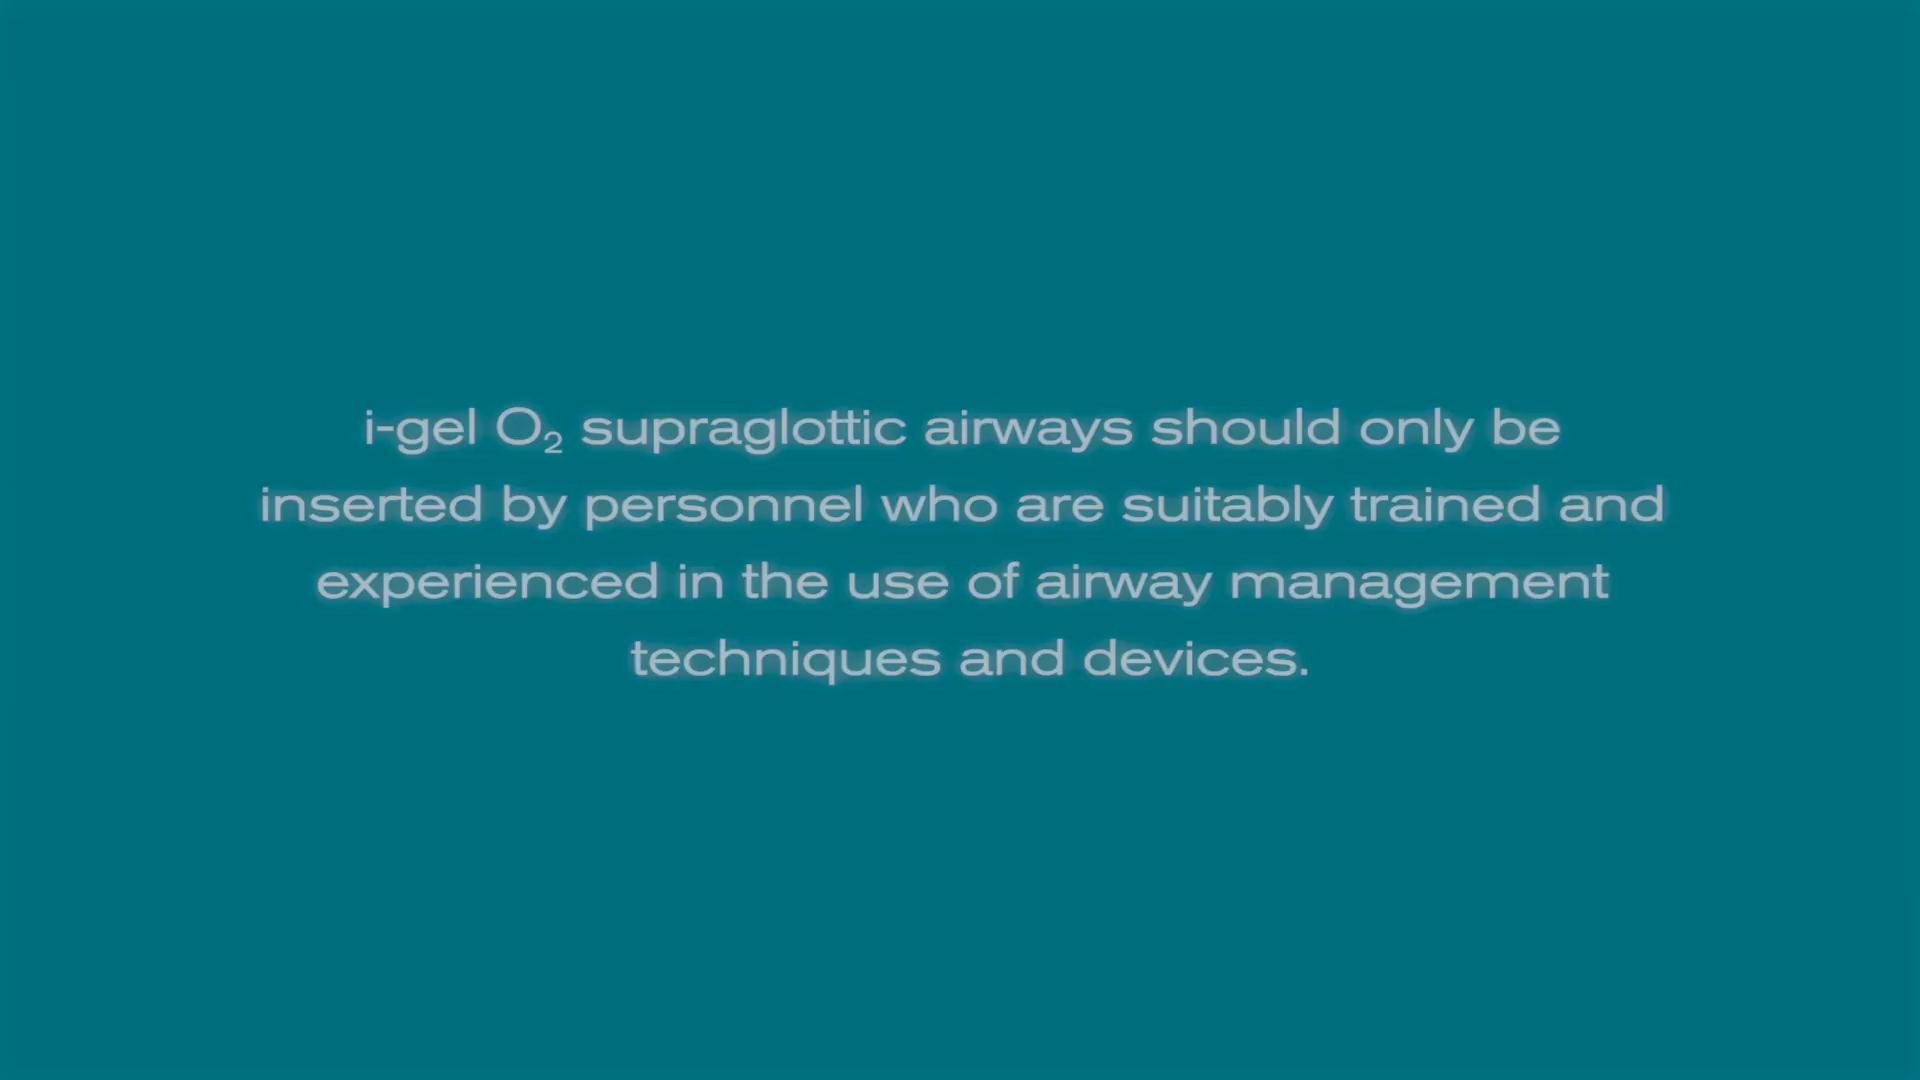 i-gel O₂ supraglottic airways should only be
inserted by personnel who are suitably trained and
experienced in the use of airway management
techniques and devices.